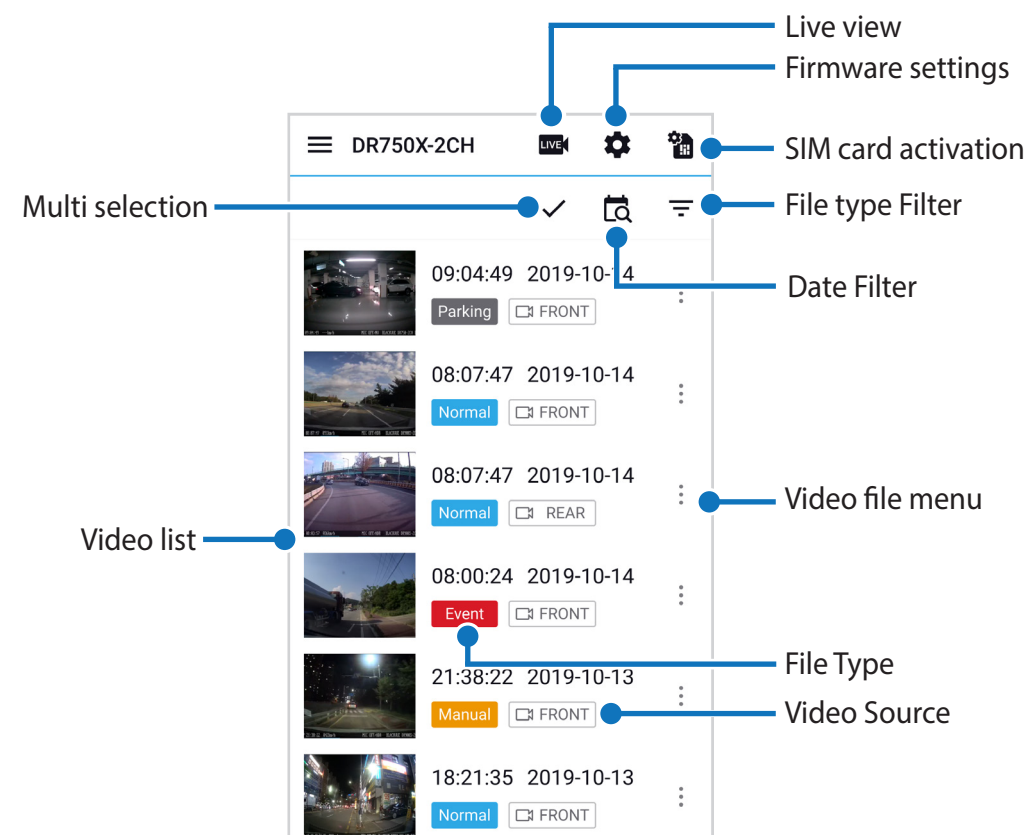 Live view
Firmware settings
DR750X-2CH
LIVE
SIM card activation
Multi selection
File type Filter
09:04:49 2019-10-14
Date Filter
Parking FRONT
08:07:47 2019-10-14
Normal FRONT
08:07:47 2019-10-14
Video file menu
Normal REAR
Video list
08:00:24 2019-10-14
Event FRONT
File Type
21:38:22 2019-10-13
Manual FRONT
Video Source
18:21:35 2019-10-13
Normal FRONT